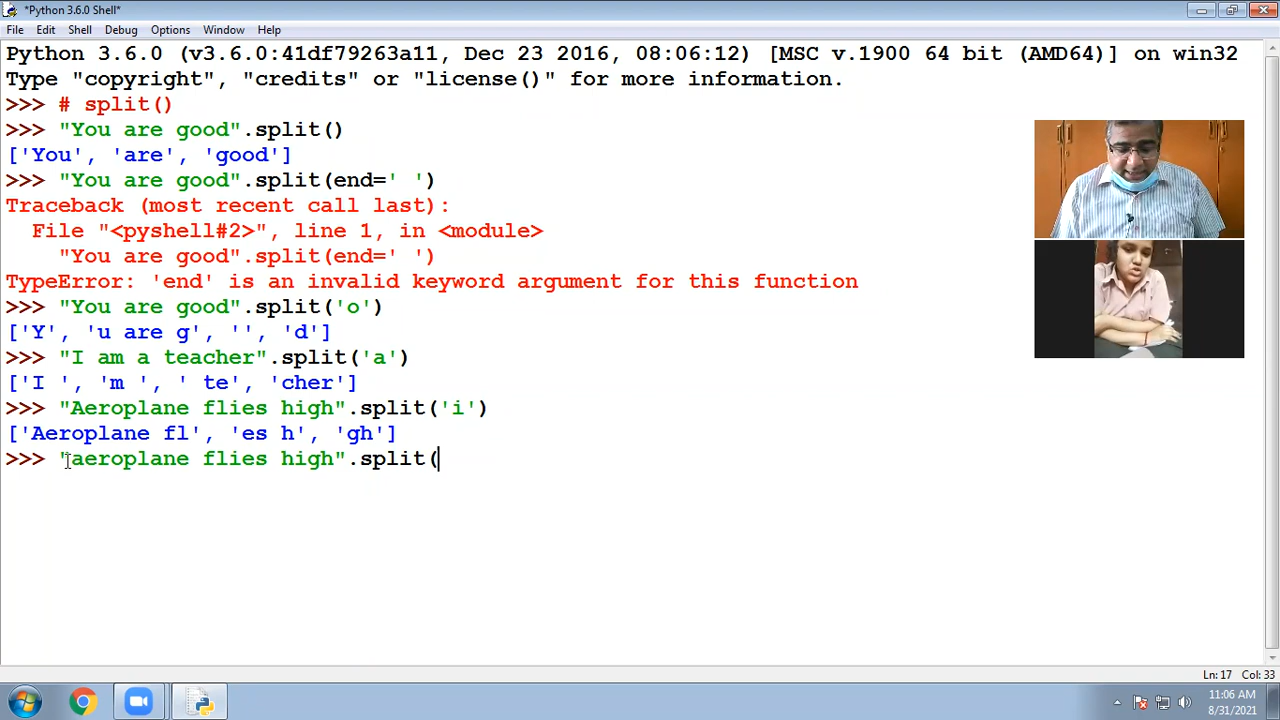 *Python 3.6.0 Shell*
File Edit Shell Debug Options Window Help
Python 3.6.0 (v3.6.0:41df79263a11, Dec 23 2016, 08:06:12) [MSC v.1900 64 bit (AMD64)] on win32
Type "copyright", "credits" or "license()" for more information.
>>> # split()
>>> "You are good".split()
['You', 'are', 'good']
>>> "You are good".split(end=' ')
Traceback (most recent call last):
  File "<pyshell#2>", line 1, in <module>
    "You are good".split(end=' ')
TypeError: 'end' is an invalid keyword argument for this function
>>> "You are good".split('o')
['Y', 'u are g', '', 'd']
>>> "I am a teacher".split('a')
['I ', 'm ', ' te', 'cher']
>>> "Aeroplane flies high".split('i')
['Aeroplane fl', 'es h', 'gh']
>>> "aeroplane flies high".split(
Ln: 17 Col: 33
11:06 AM
8/31/2021